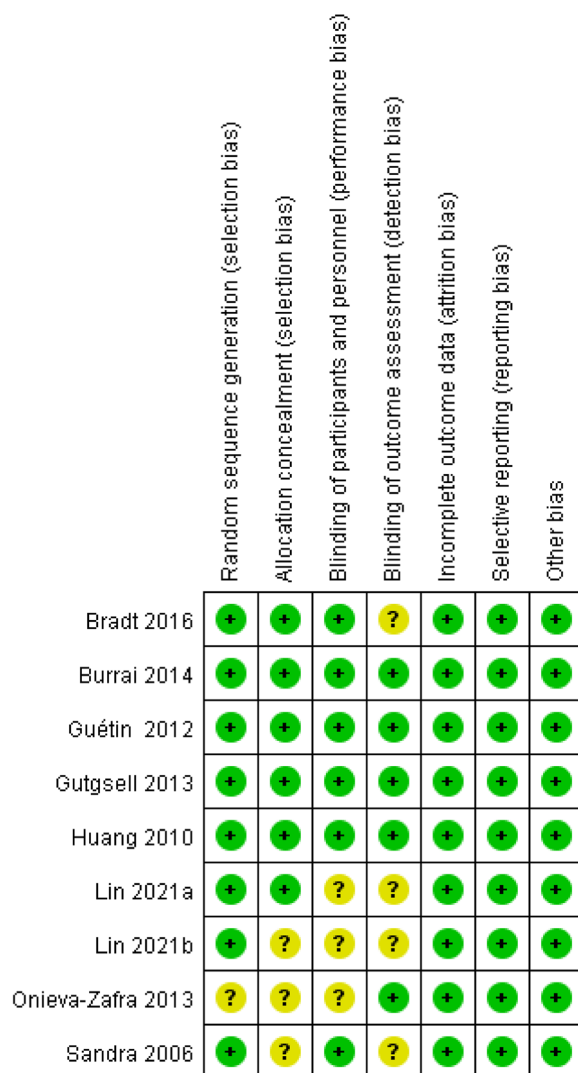 Random sequence generation (selection bias)
Allocation concealment (selection bias)
Blinding of participants and personnel (performance bias)
Blinding of outcome assessment (detection bias)
Incomplete outcome data (attrition bias)
Selective reporting (reporting bias)
Other bias
Bradt 2016 + + + ? + + +
Burrai 2014 + + + + + + +
Guétin  2012 + + + + + + +
Gutgsell 2013 + + + + + + +
Huang 2010 + + + + + + +
Lin 2021a + + ? ? + + +
Lin 2021b + ? ? ? + + +
Onieva-Zafra 2013 ? ? ? + + + +
Sandra 2006 + ? + ? + + +